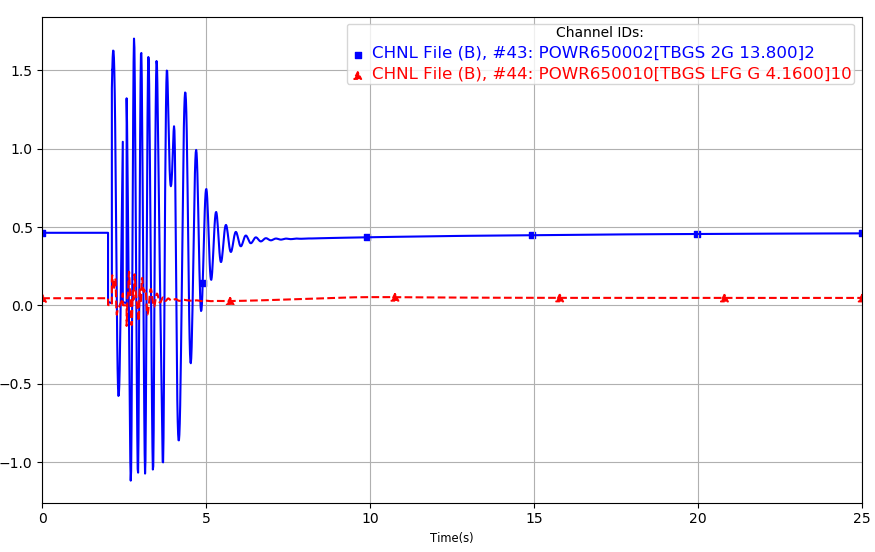 Channel IDs:
CHNL File (B), #43: POWR650002[TBGS 2G 13.800]2
CHNL File (B), #44: POWR650010[TBGS LFG G 4.1600]10
1.5
1.0
0.5
0.0
−0.5
−1.0
0 5 10 15 20 25
Time(s)